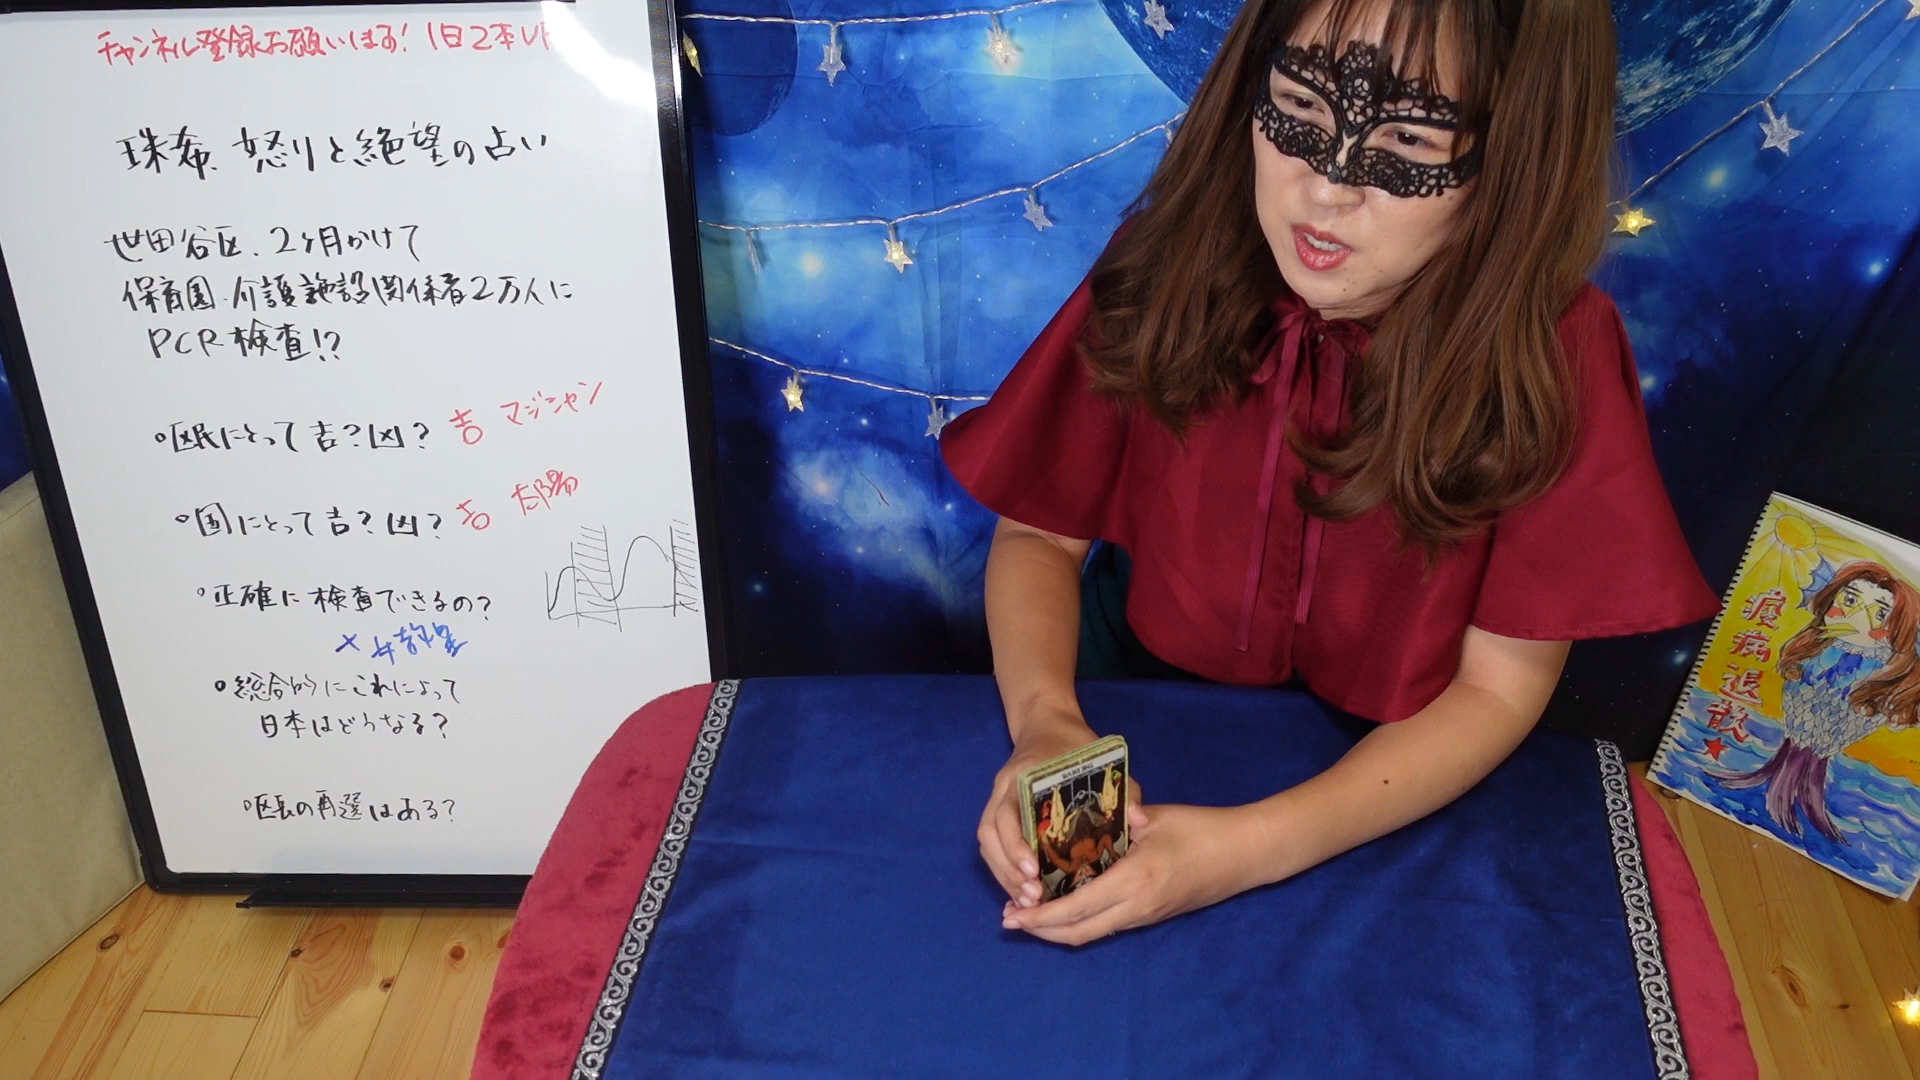 チャンネル登録お願いします! 1日2本UP
珠奈、怒りと絶望の占い
世田谷区、2ヶ月かけて
保育園・介護施設関係者2万人に
PCR検査!?
・区民にとって吉?凶? 吉 マジシャン
・国にとって吉?凶? 吉 太陽
・正確に検査できるの?
×
・総合的にこれによって
日本はどうなる?
・区長の再選はある?
THE DEVIL
疫病退散★